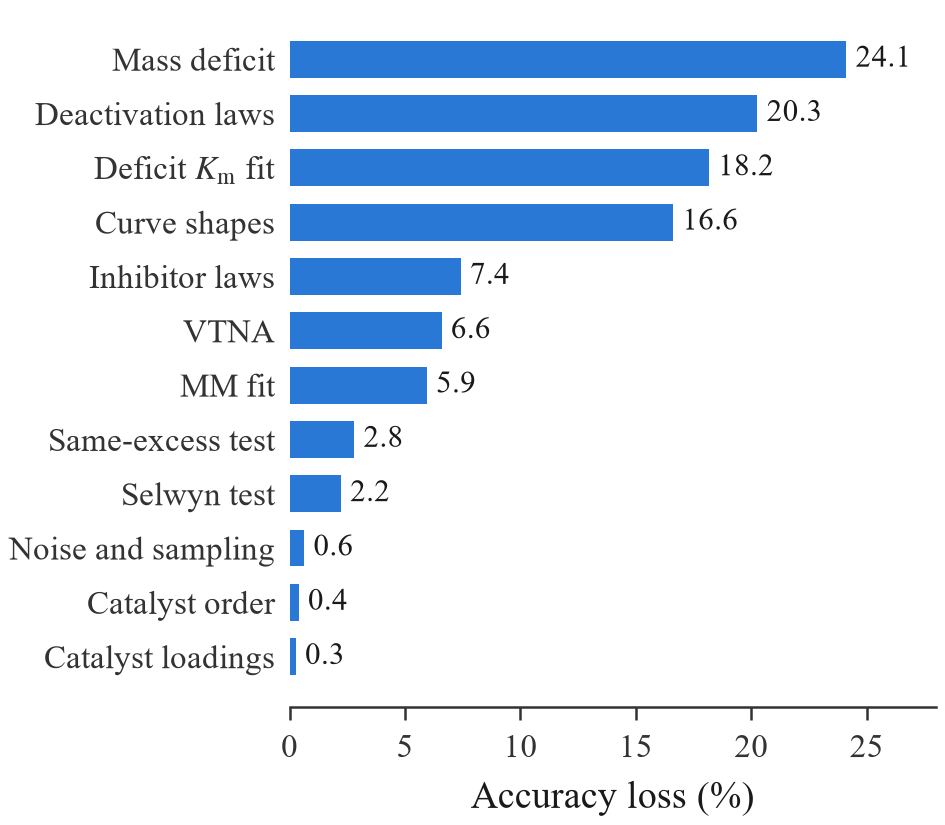 Mass deficit 24.1
Deactivation laws 20.3
Deficit Km fit 18.2
Curve shapes 16.6
Inhibitor laws 7.4
VTNA 6.6
MM fit 5.9
Same-excess test 2.8
Selwyn test 2.2
Noise and sampling 0.6
Catalyst order 0.4
Catalyst loadings 0.3
0 5 10 15 20 25
Accuracy loss (%)